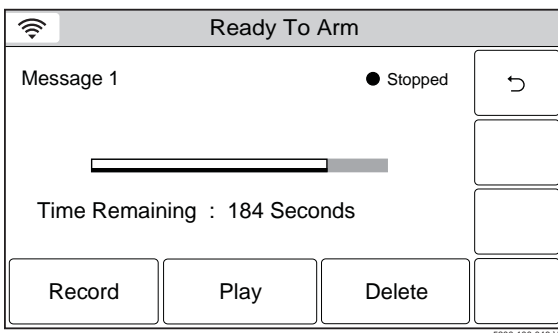 Ready To Arm
Message 1
Stopped
Time Remaining : 184 Seconds
Record
Play
Delete